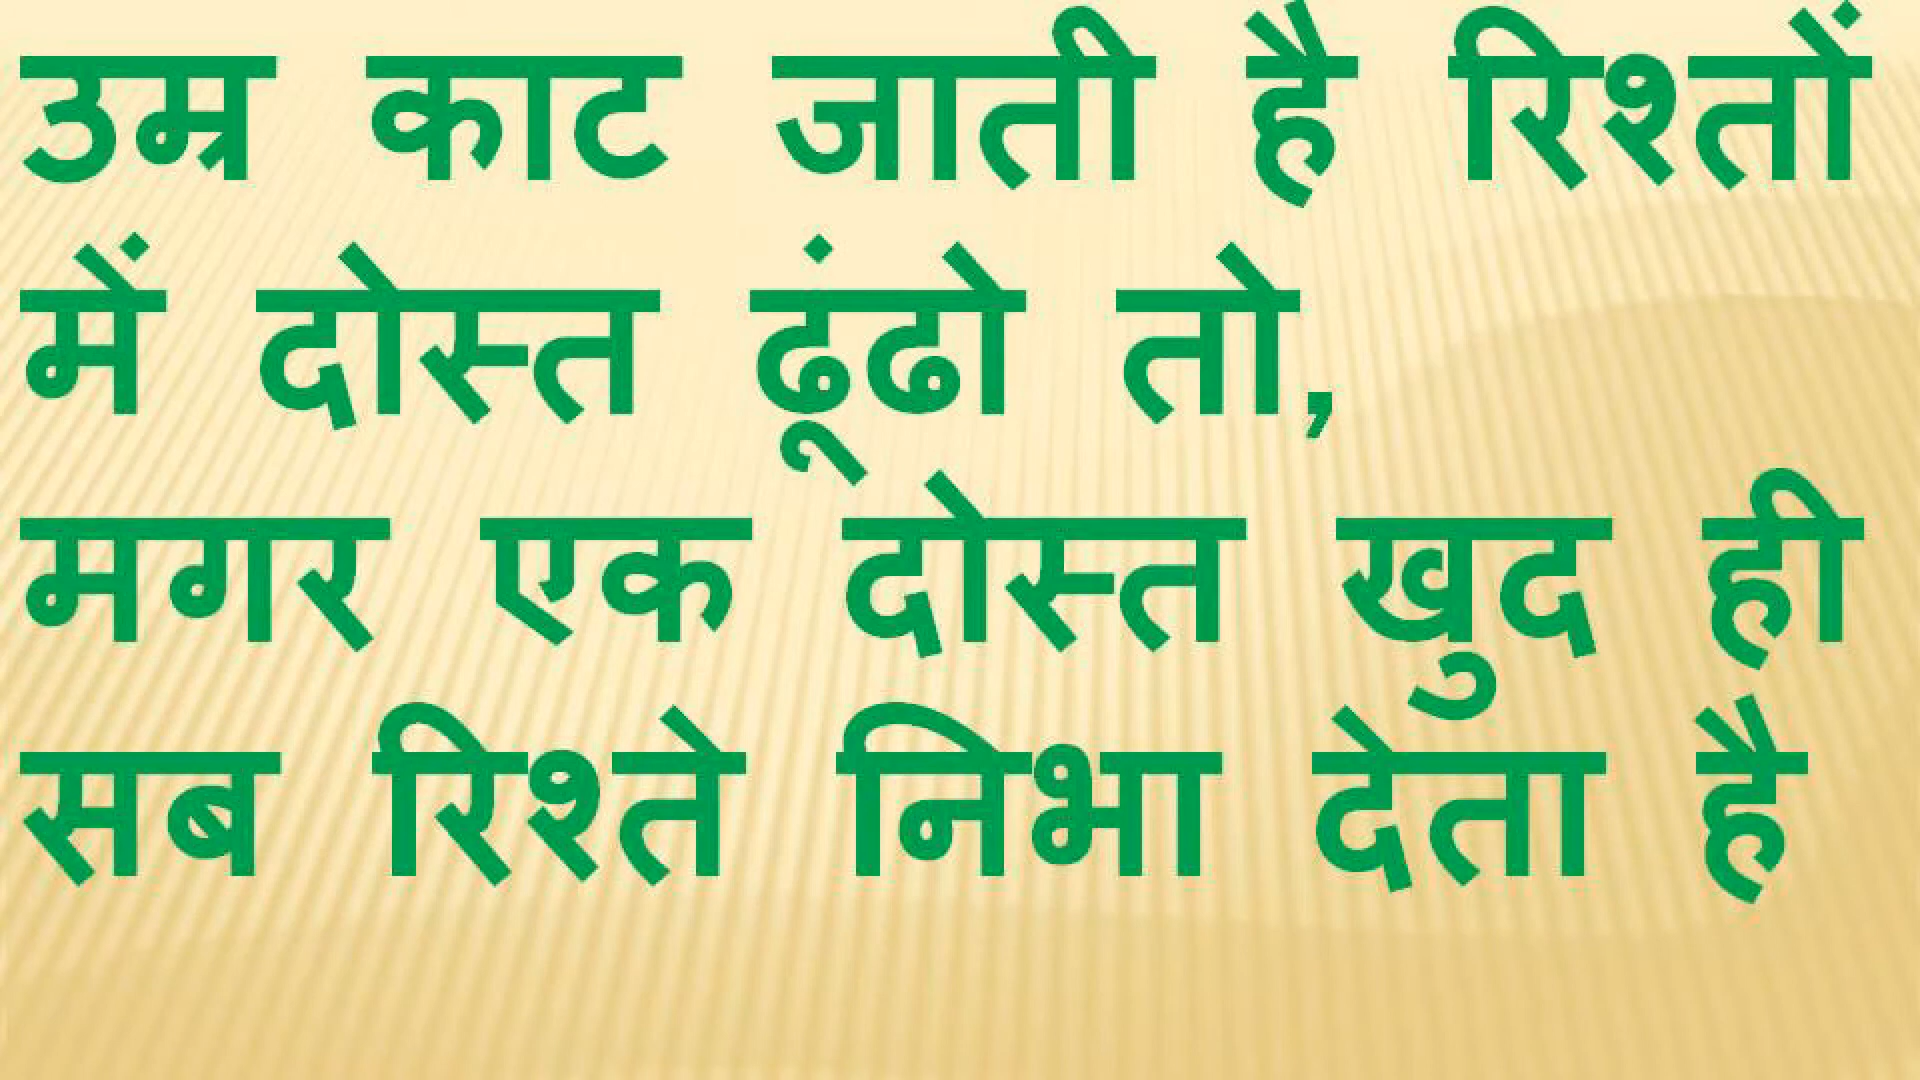 उम्र काट जाती है रिश्तों
में दोस्त ढूंढो तो,
मगर एक दोस्त खुद ही
सब रिश्ते निभा देता है